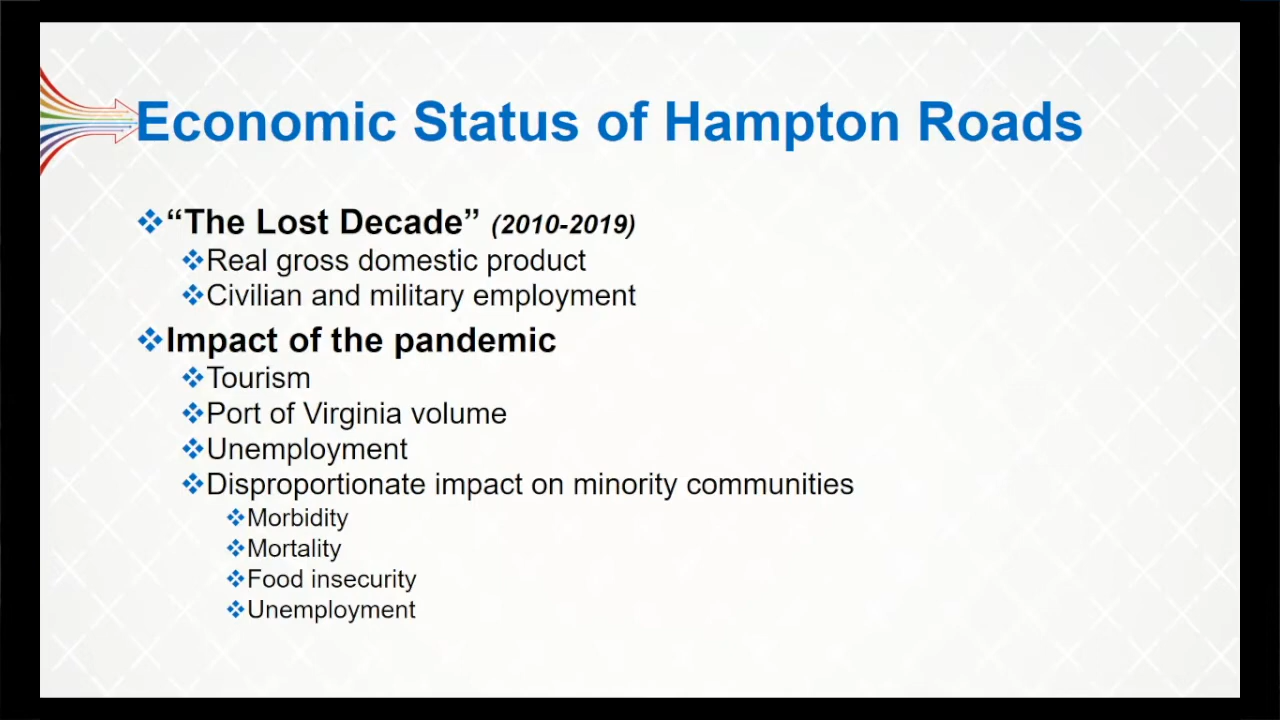 Economic Status of Hampton Roads
❖“The Lost Decade” (2010-2019)
❖Real gross domestic product
❖Civilian and military employment
❖Impact of the pandemic
❖Tourism
❖Port of Virginia volume
❖Unemployment
❖Disproportionate impact on minority communities
❖Morbidity
❖Mortality
❖Food insecurity
❖Unemployment